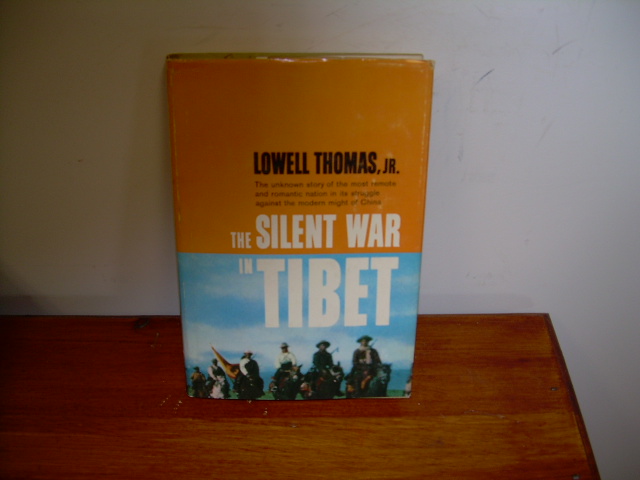 LOWELL THOMAS, JR.
The unknown story of the most remote
and romantic nation in its struggle
against the modern might of China
THE SILENT WAR
IN TIBET